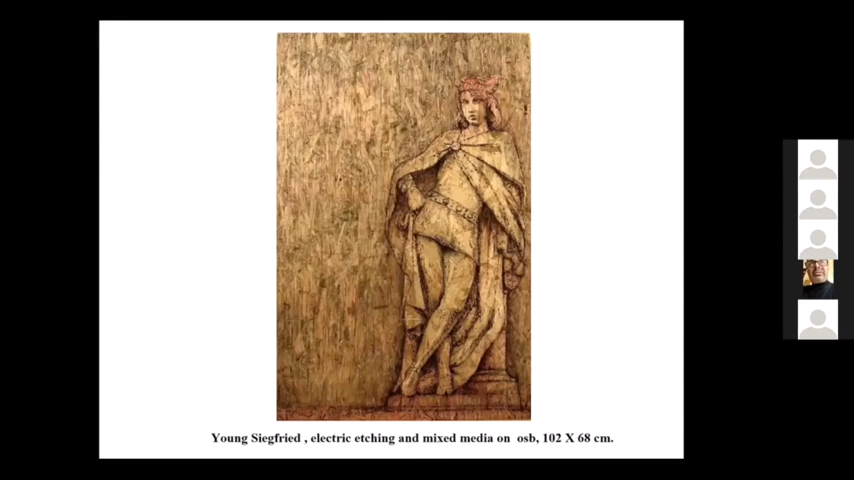 Young Siegfried , electric etching and mixed media on osb, 102 X 68 cm.